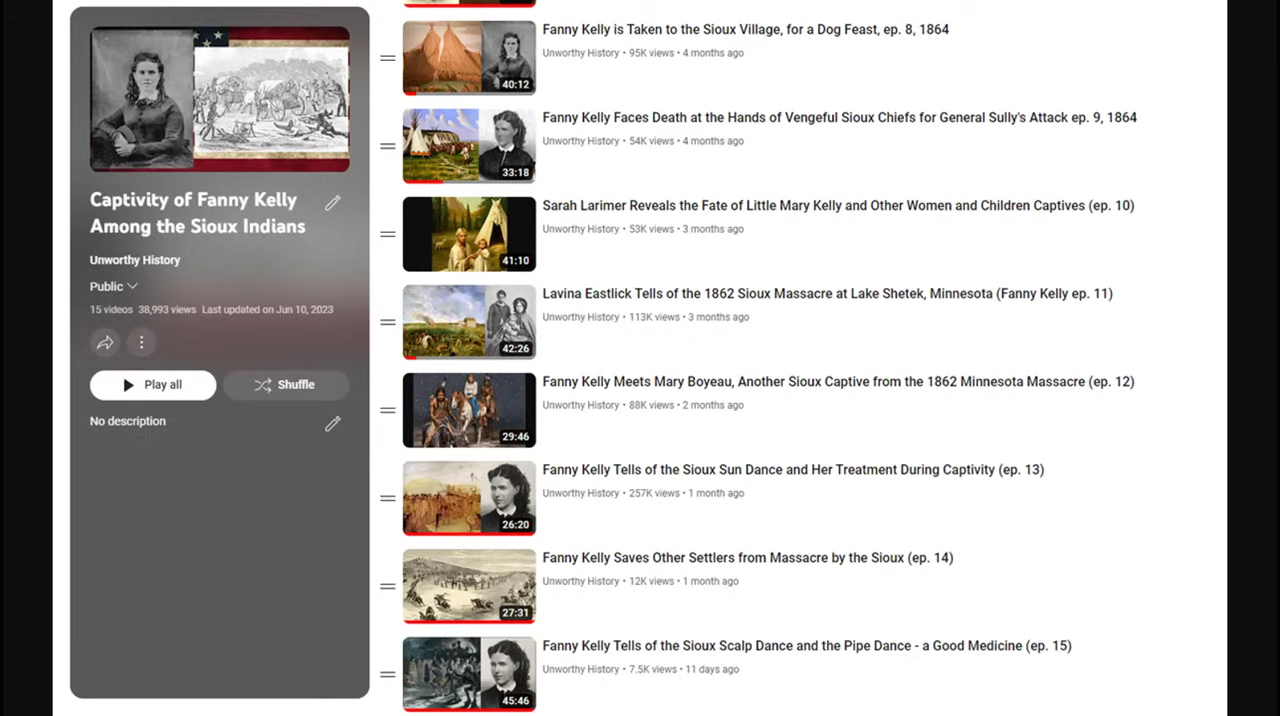 Captivity of Fanny Kelly
Among the Sioux Indians
Unworthy History
Public
15 videos 38,993 views Last updated on Jun 10, 2023
Play all
Shuffle
No description
Fanny Kelly is Taken to the Sioux Village, for a Dog Feast, ep. 8, 1864
Unworthy History • 95K views • 4 months ago
40:12
Fanny Kelly Faces Death at the Hands of Vengeful Sioux Chiefs for General Sully's Attack ep. 9, 1864
Unworthy History • 54K views • 4 months ago
33:18
Sarah Larimer Reveals the Fate of Little Mary Kelly and Other Women and Children Captives (ep. 10)
Unworthy History • 53K views • 3 months ago
41:10
Lavina Eastlick Tells of the 1862 Sioux Massacre at Lake Shetek, Minnesota (Fanny Kelly ep. 11)
Unworthy History • 113K views • 3 months ago
42:26
Fanny Kelly Meets Mary Boyeau, Another Sioux Captive from the 1862 Minnesota Massacre (ep. 12)
Unworthy History • 88K views • 2 months ago
29:46
Fanny Kelly Tells of the Sioux Sun Dance and Her Treatment During Captivity (ep. 13)
Unworthy History • 257K views • 1 month ago
26:20
Fanny Kelly Saves Other Settlers from Massacre by the Sioux (ep. 14)
Unworthy History • 12K views • 1 month ago
27:31
Fanny Kelly Tells of the Sioux Scalp Dance and the Pipe Dance - a Good Medicine (ep. 15)
Unworthy History • 7.5K views • 11 days ago
45:46